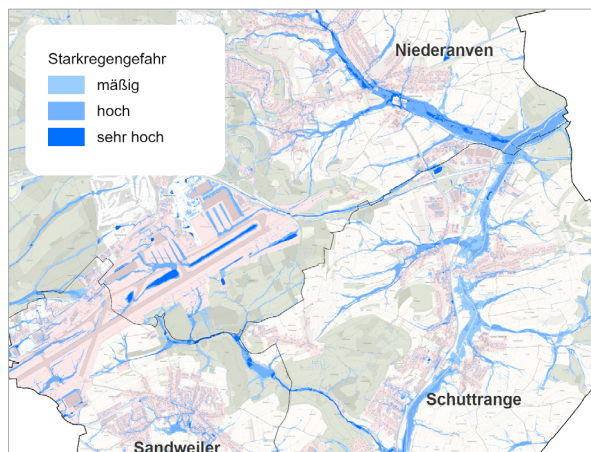 Niederanven
Starkregengefahr
mäßig
hoch
sehr hoch
Schuttrange
Sandweiler